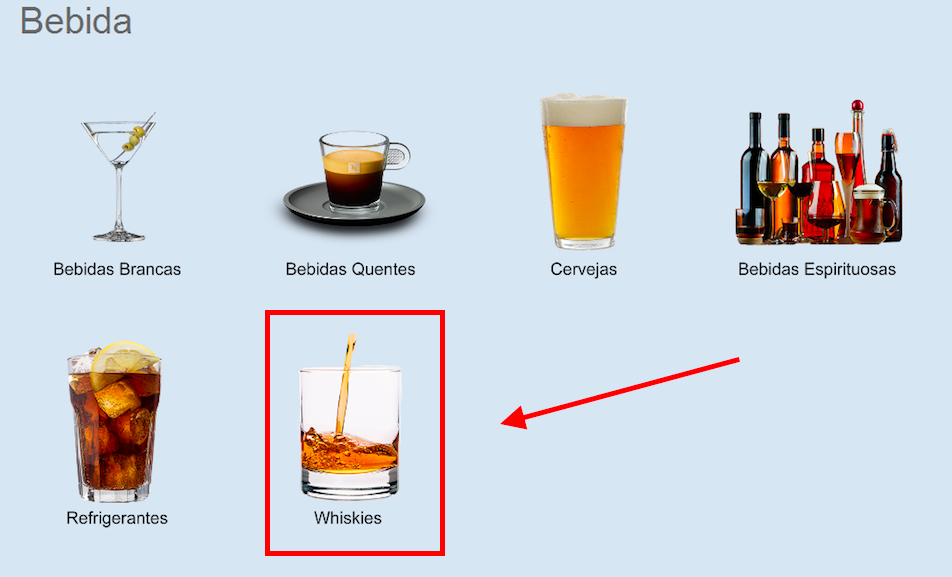 Bebida
Bebidas Brancas
Bebidas Quentes
Cervejas
Bebidas Espirituosas
Refrigerantes
Whiskies